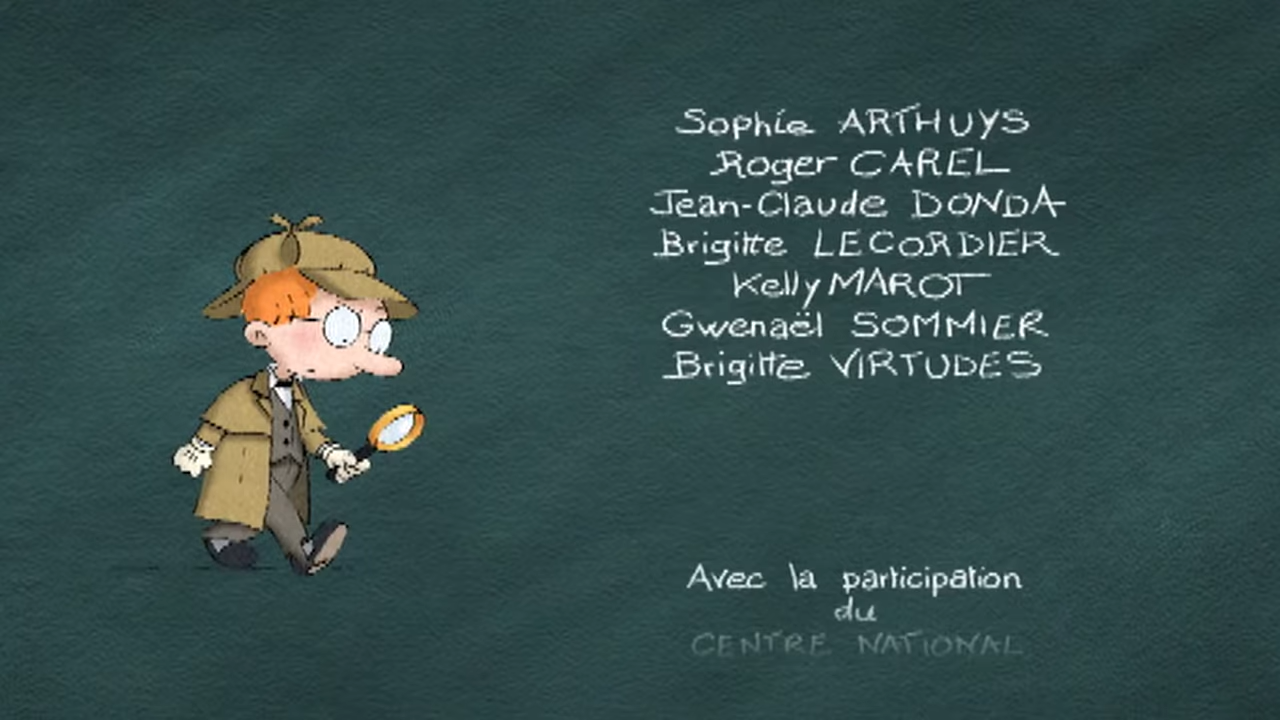 Sophie ARTHUYS
Roger CAREL
Jean-Claude DONDA
Brigitte LECORDIER
Kelly MAROT
Gwenaël SOMMIER
Brigitte VIRTUDES
Avec la participation
du
CENTRE NATIONAL